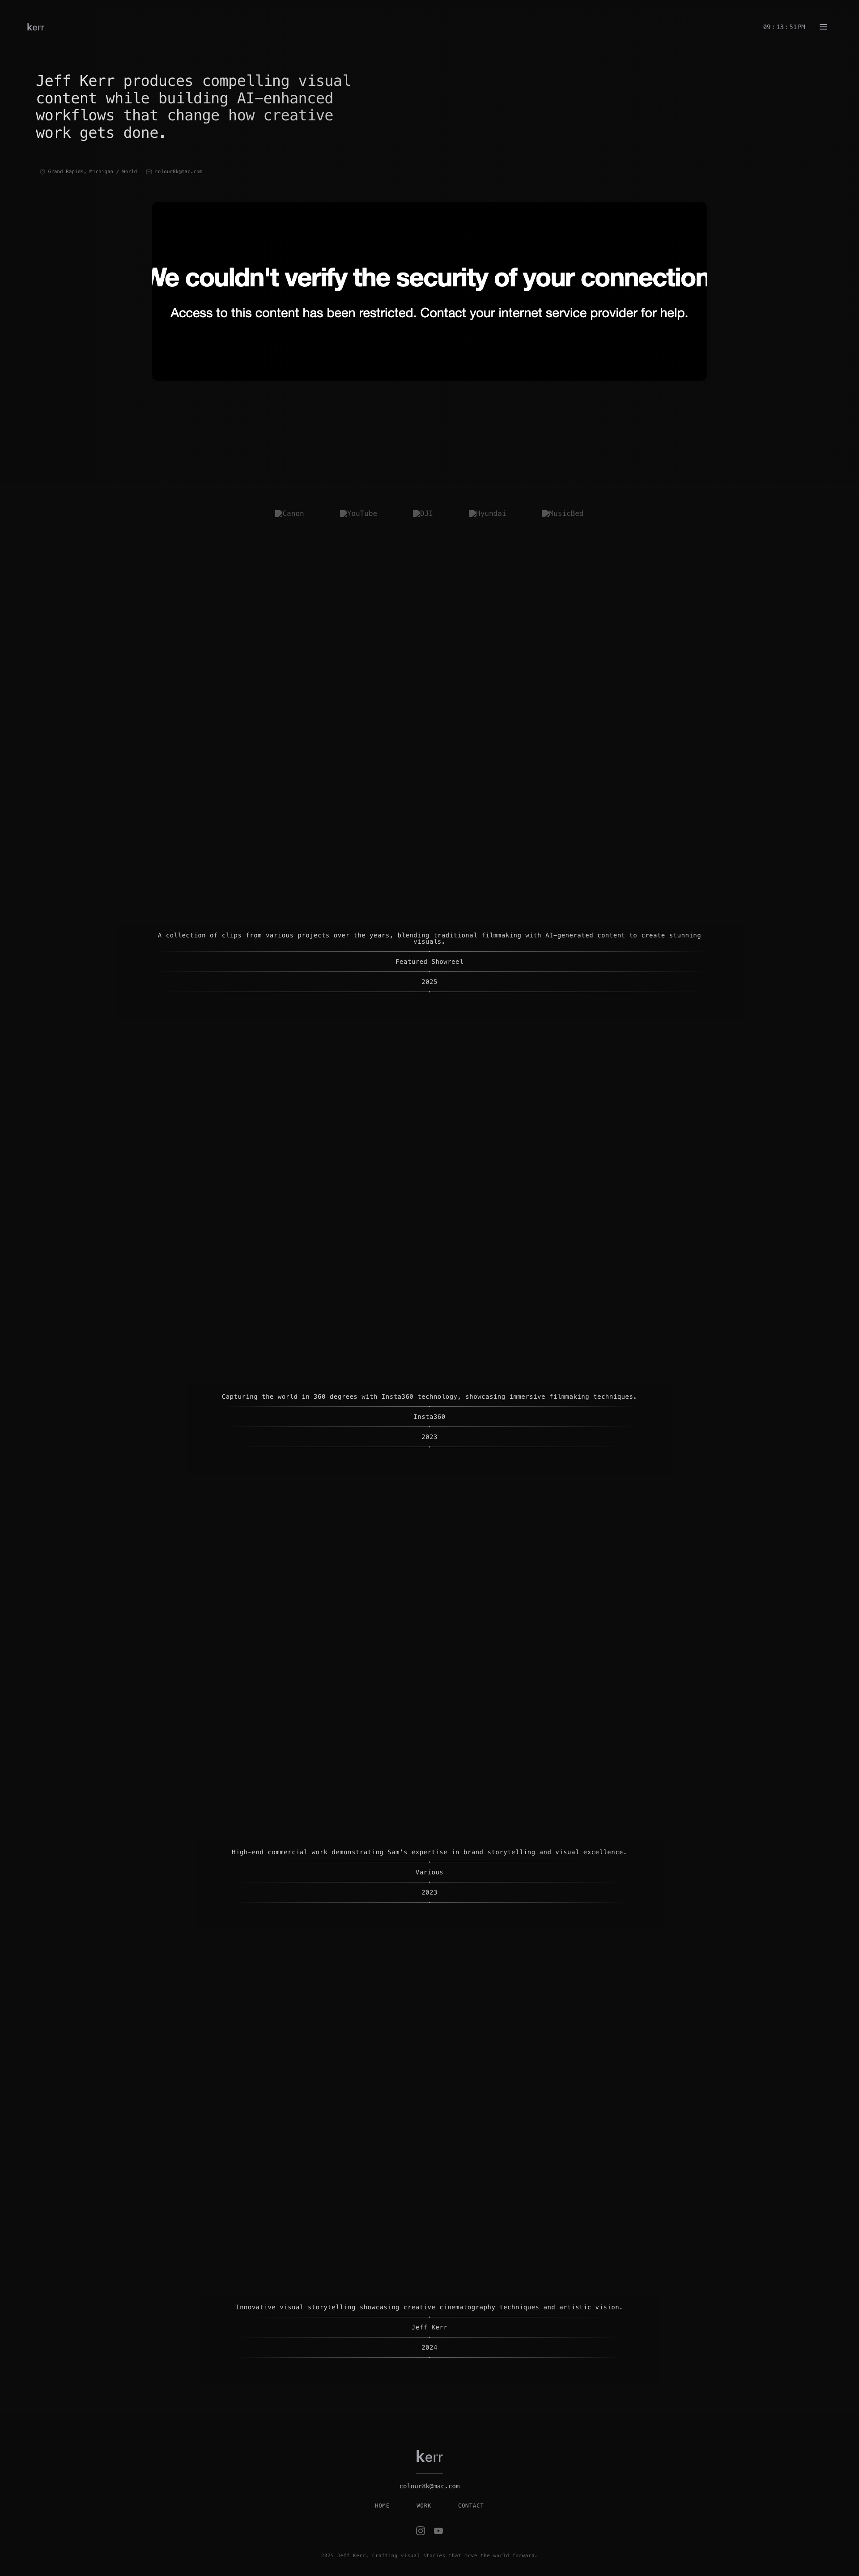 kerr
09:13:51PM
Jeff Kerr produces compelling visual
content while building AI-enhanced
workflows that change how creative
work gets done.
Grand Rapids, Michigan / World colour8k@mac.com
We couldn't verify the security of your connection
Access to this content has been restricted. Contact your internet service provider for help.
Canon YouTube DJI Hyundai MusicBed
A collection of clips from various projects over the years, blending traditional filmmaking with AI-generated content to create stunning
visuals.
Featured Showreel
2025
Capturing the world in 360 degrees with Insta360 technology, showcasing immersive filmmaking techniques.
Insta360
2023
High-end commercial work demonstrating Sam's expertise in brand storytelling and visual excellence.
Various
2023
Innovative visual storytelling showcasing creative cinematography techniques and artistic vision.
Jeff Kerr
2024
kerr
colour8k@mac.com
HOME WORK CONTACT
2025 Jeff Kerr. Crafting visual stories that move the world forward.